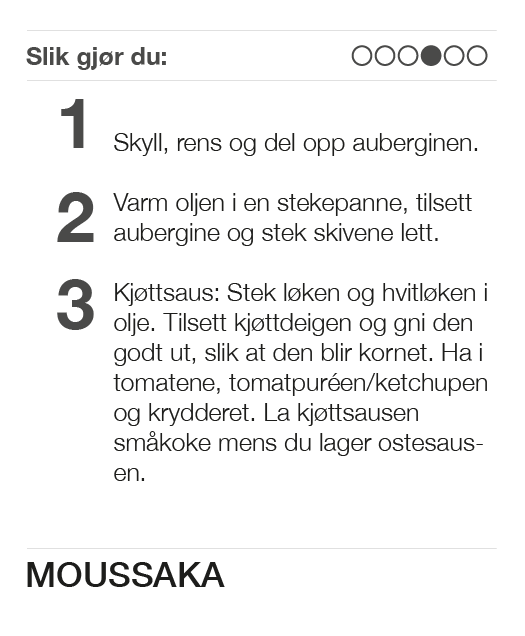 Slik gjør du:
1
Skyll, rens og del opp auberginen.
2
Varm oljen i en stekepanne, tilsett
aubergine og stek skivene lett.
3
Kjøttsaus: Stek løken og hvitløken i
olje. Tilsett kjøttdeigen og gni den
godt ut, slik at den blir kornet. Ha i
tomatene, tomatpuréen/ketchupen
og krydderet. La kjøttsausen
småkoke mens du lager ostesaus-
en.
MOUSSAKA